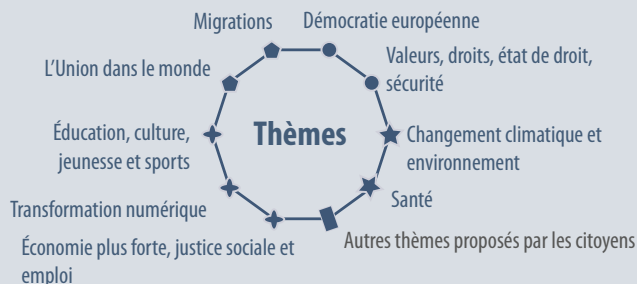 Migrations
Démocratie européenne
Valeurs, droits, état de droit,
sécurité
L'Union dans le monde
Thèmes
Éducation, culture,
jeunesse et sports
Changement climatique et
environnement
Santé
Transformation numérique
Autres thèmes proposés par les citoyens
Économie plus forte, justice sociale et
emploi